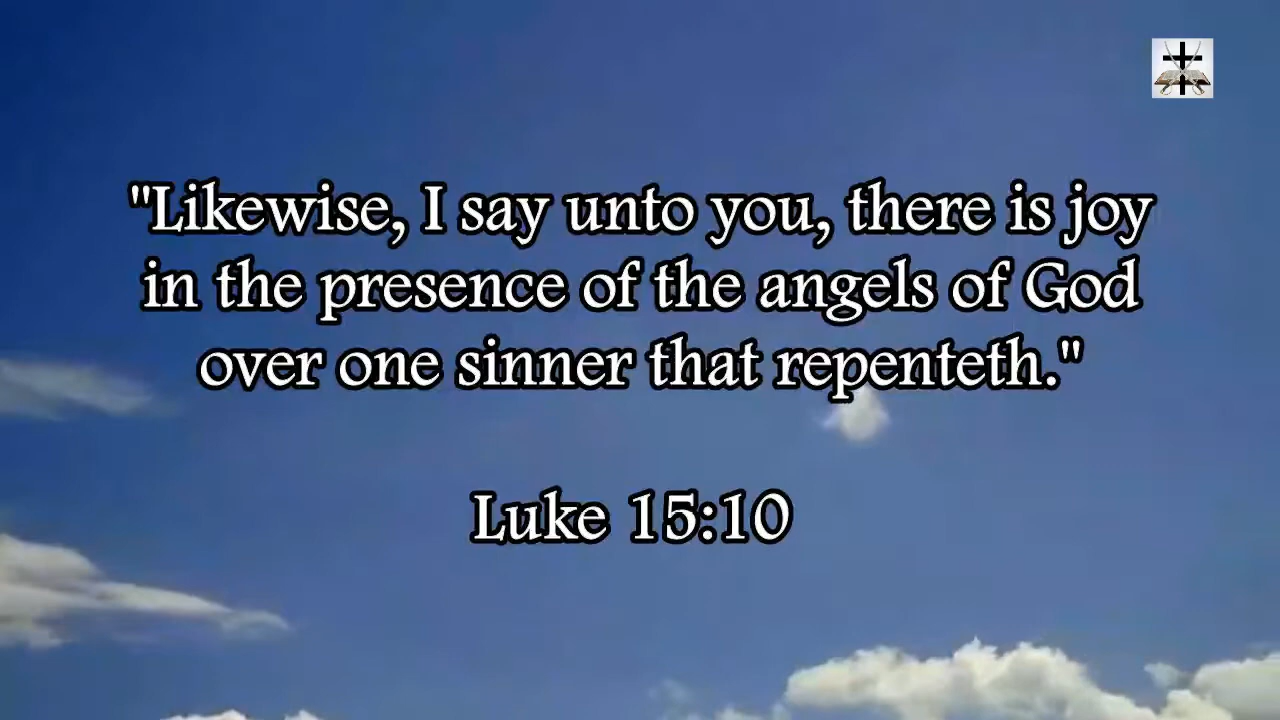 "Likewise, I say unto you, there is joy
in the presence of the angels of God
over one sinner that repenteth."
Luke 15:10